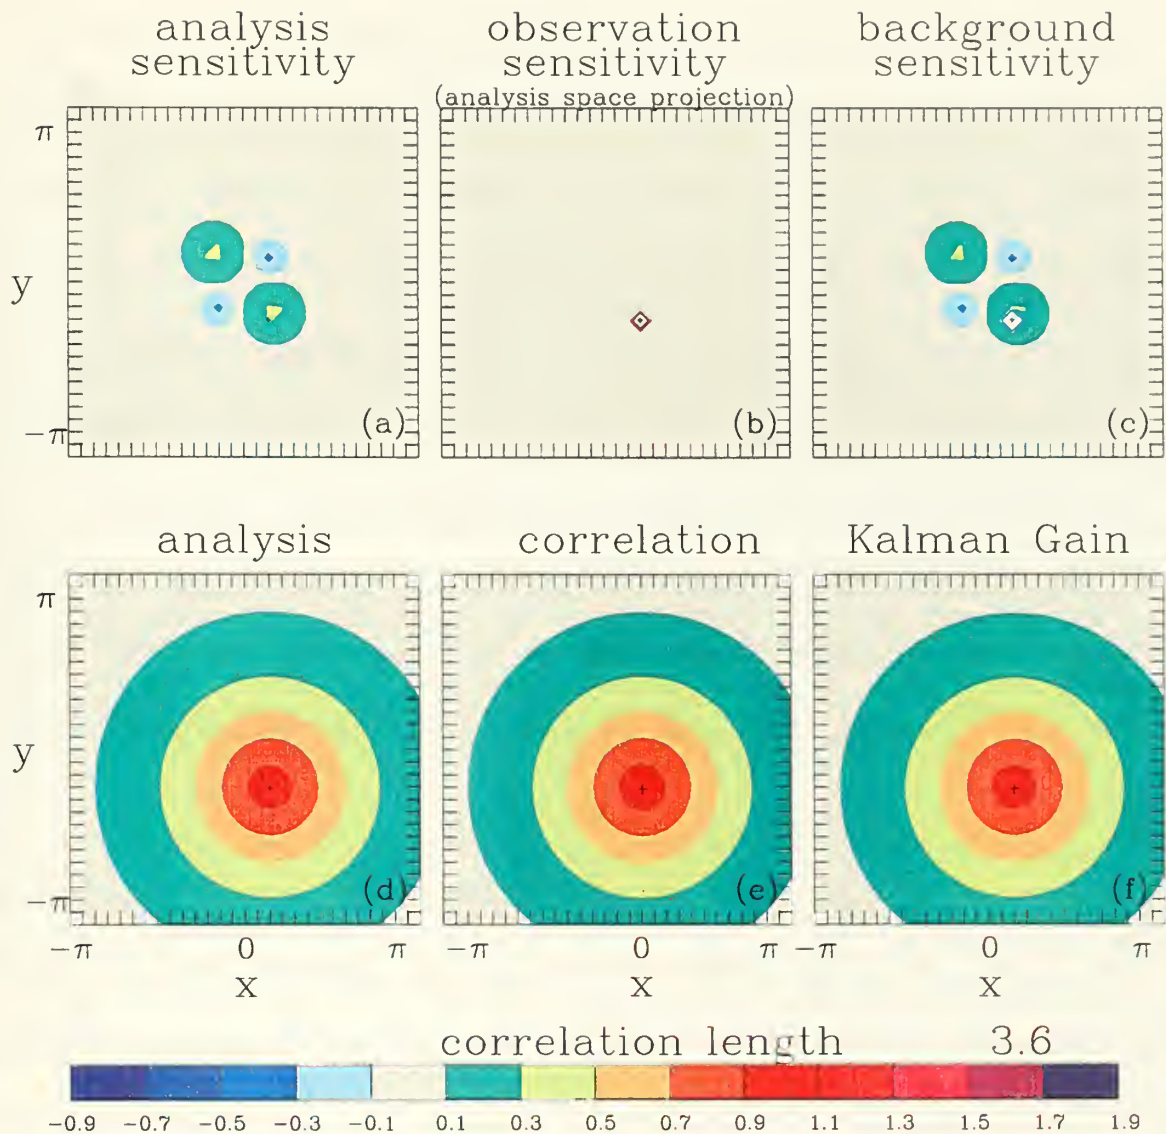 analysis sensitivity
observation sensitivity
(analysis space projection)
background sensitivity
π
y
−π
(a)
(b)
(c)
analysis
correlation
Kalman Gain
π
y
−π
(d)
(e)
(f)
−π 0 π
−π 0 π
−π 0 π
x
x
x
correlation length 3.6
−0.9 −0.7 −0.5 −0.3 −0.1 0.1 0.3 0.5 0.7 0.9 1.1 1.3 1.5 1.7 1.9